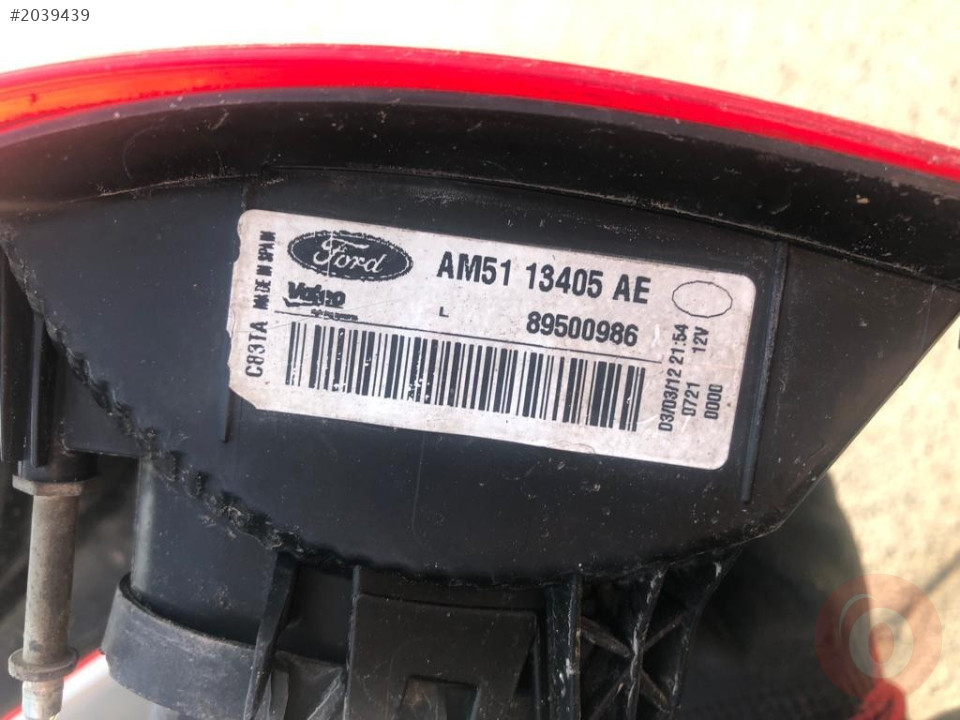 #2039439
Ford
AM51 13405 AE
MADE IN SPAIN
Valeo
L
89500986
C83TA
03/03/12 21:54
12V
0721
0000